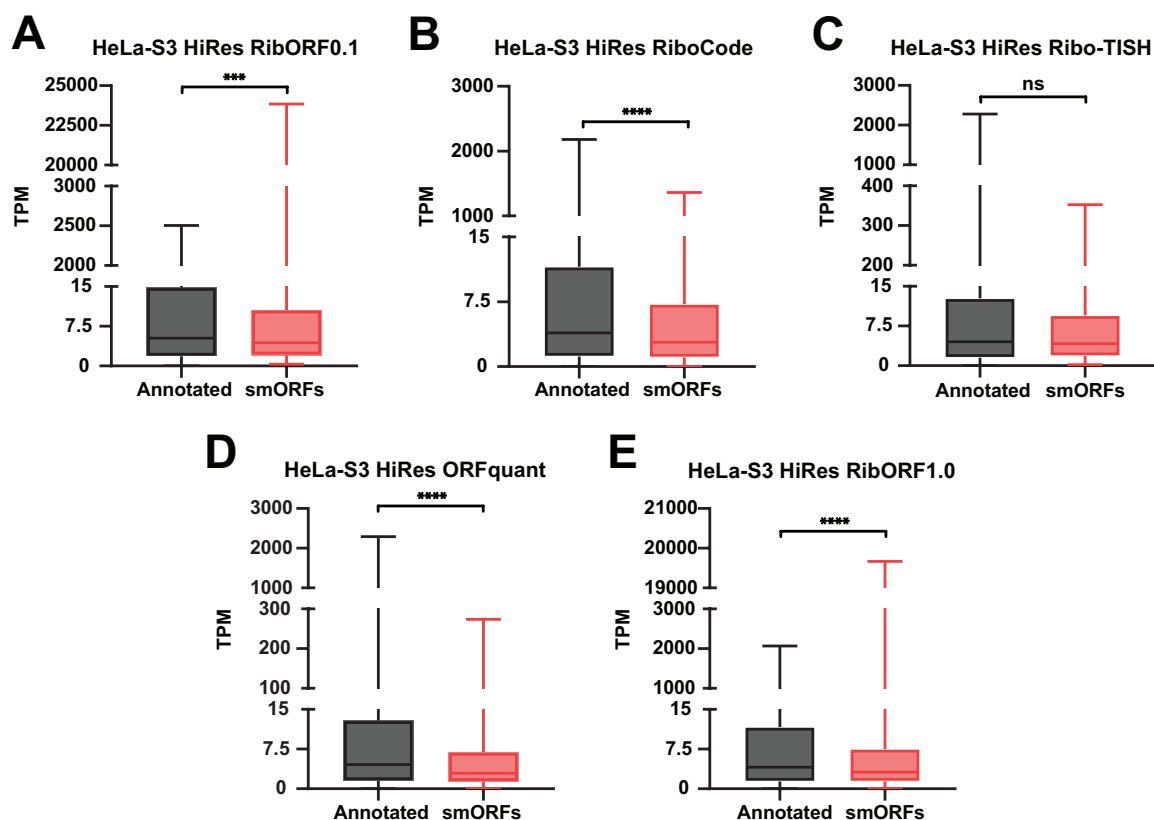 A
HeLa-S3 HiRes RibORF0.1
***
25000
22500
20000
3000
2500
2000
15
7.5
0
TPM
Annotated
smORFs
B
HeLa-S3 HiRes RiboCode
****
3000
2000
1000
15
7.5
0
TPM
Annotated
smORFs
C
HeLa-S3 HiRes Ribo-TISH
ns
3000
2000
1000
400
300
200
15
7.5
0
TPM
Annotated
smORFs
D
HeLa-S3 HiRes ORFquant
****
3000
2000
1000
300
200
100
15
7.5
0
TPM
Annotated
smORFs
E
HeLa-S3 HiRes RibORF1.0
****
21000
20000
19000
3000
2000
1000
15
7.5
0
TPM
Annotated
smORFs